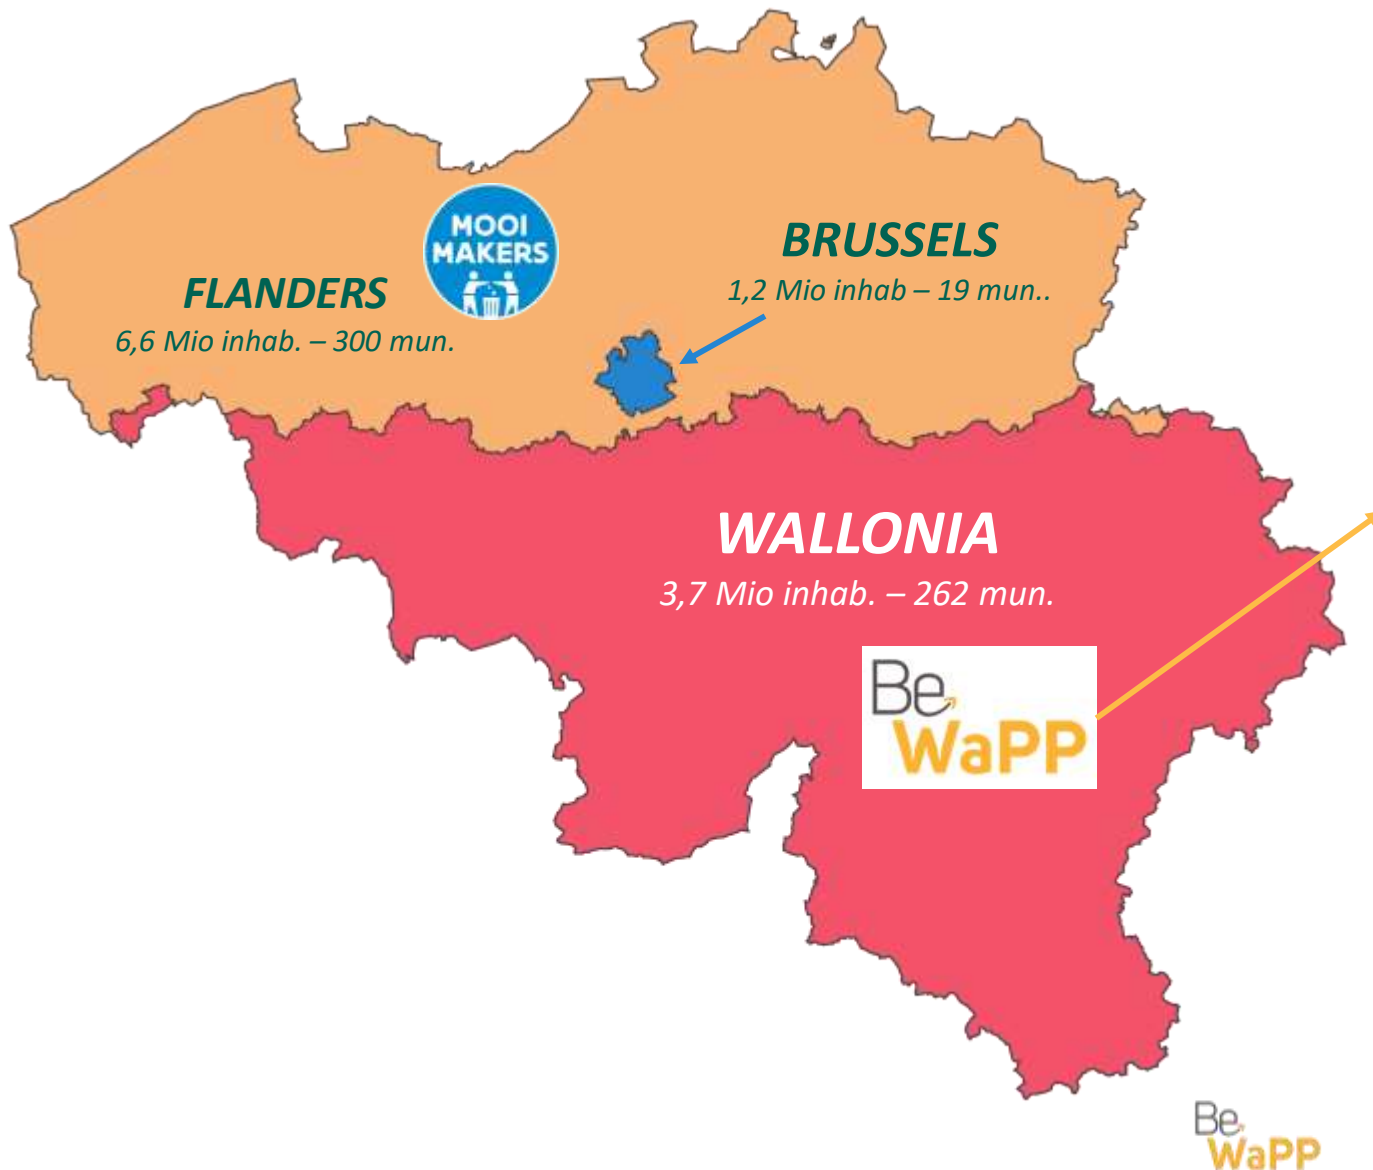 MOOI
MAKERS
BRUSSELS
1,2 Mio inhab – 19 mun..
FLANDERS
6,6 Mio inhab. – 300 mun.
WALLONIA
3,7 Mio inhab. – 262 mun.
Be
WaPP
Be
WaPP